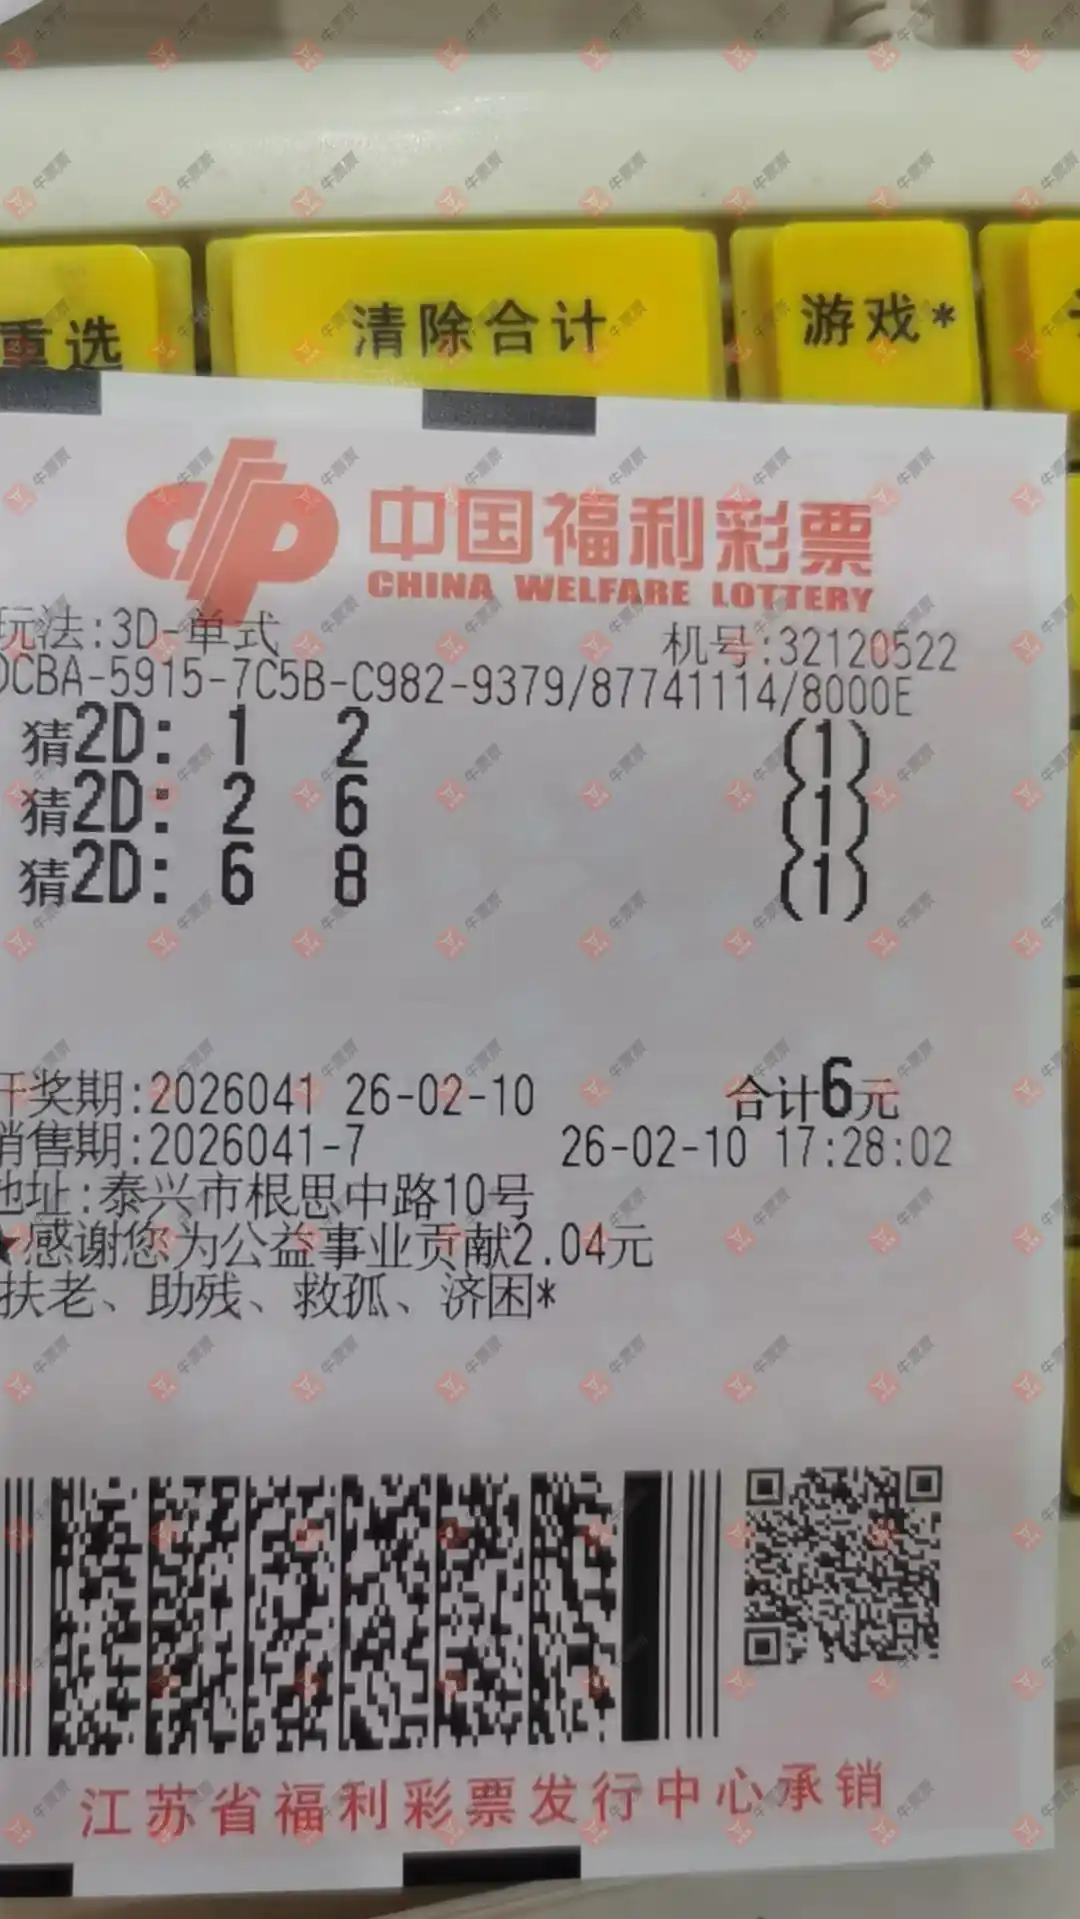 重选 清除合计 游戏*
中国福利彩票
CHINA WELFARE LOTTERY
玩法:3D-单式 机号:32120522
DCBA-5915-7C5B-C982-9379/87741114/8000E
猜2D: 1 2 (1)
猜2D: 2 6 (1)
猜2D: 6 8 (1)
开奖期:2026041 26-02-10 合计6元
销售期:2026041-7 26-02-10 17:28:02
地址:泰兴市根思中路10号
★感谢您为公益事业贡献2.04元
扶老、助残、救孤、济困*
江苏省福利彩票发行中心承销
牛票票